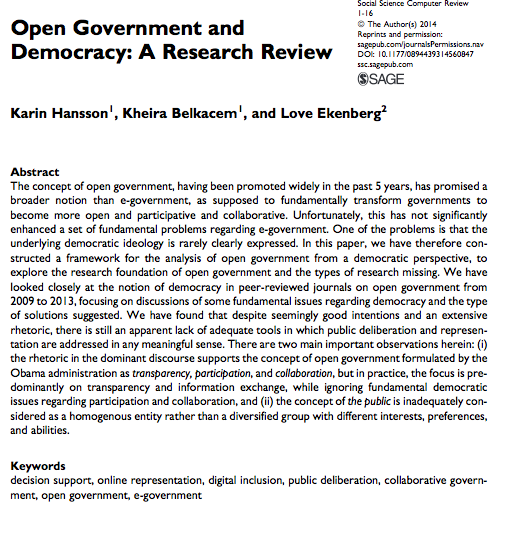 Social Science Computer Review
1-16
© The Author(s) 2014
Reprints and permission:
sagepub.com/journalsPermissions.nav
DOI: 10.1177/0894439314560847
ssc.sagepub.com
SAGE
Open Government and
Democracy: A Research Review
Karin Hansson1, Kheira Belkacem1, and Love Ekenberg2
Abstract
The concept of open government, having been promoted widely in the past 5 years, has promised a
broader notion than e-government, as supposed to fundamentally transform governments to
become more open and participative and collaborative. Unfortunately, this has not significantly
enhanced a set of fundamental problems regarding e-government. One of the problems is that the
underlying democratic ideology is rarely clearly expressed. In this paper, we have therefore con-
structed a framework for the analysis of open government from a democratic perspective, to
explore the research foundation of open government and the types of research missing. We have
looked closely at the notion of democracy in peer-reviewed journals on open government from
2009 to 2013, focusing on discussions of some fundamental issues regarding democracy and the type
of solutions suggested. We have found that despite seemingly good intentions and an extensive
rhetoric, there is still an apparent lack of adequate tools in which public deliberation and represen-
tation are addressed in any meaningful sense. There are two main important observations herein: (i)
the rhetoric in the dominant discourse supports the concept of open government formulated by the
Obama administration as transparency, participation, and collaboration, but in practice, the focus is pre-
dominantly on transparency and information exchange, while ignoring fundamental democratic
issues regarding participation and collaboration, and (ii) the concept of the public is inadequately con-
sidered as a homogenous entity rather than a diversified group with different interests, preferences,
and abilities.
Keywords
decision support, online representation, digital inclusion, public deliberation, collaborative govern-
ment, open government, e-government